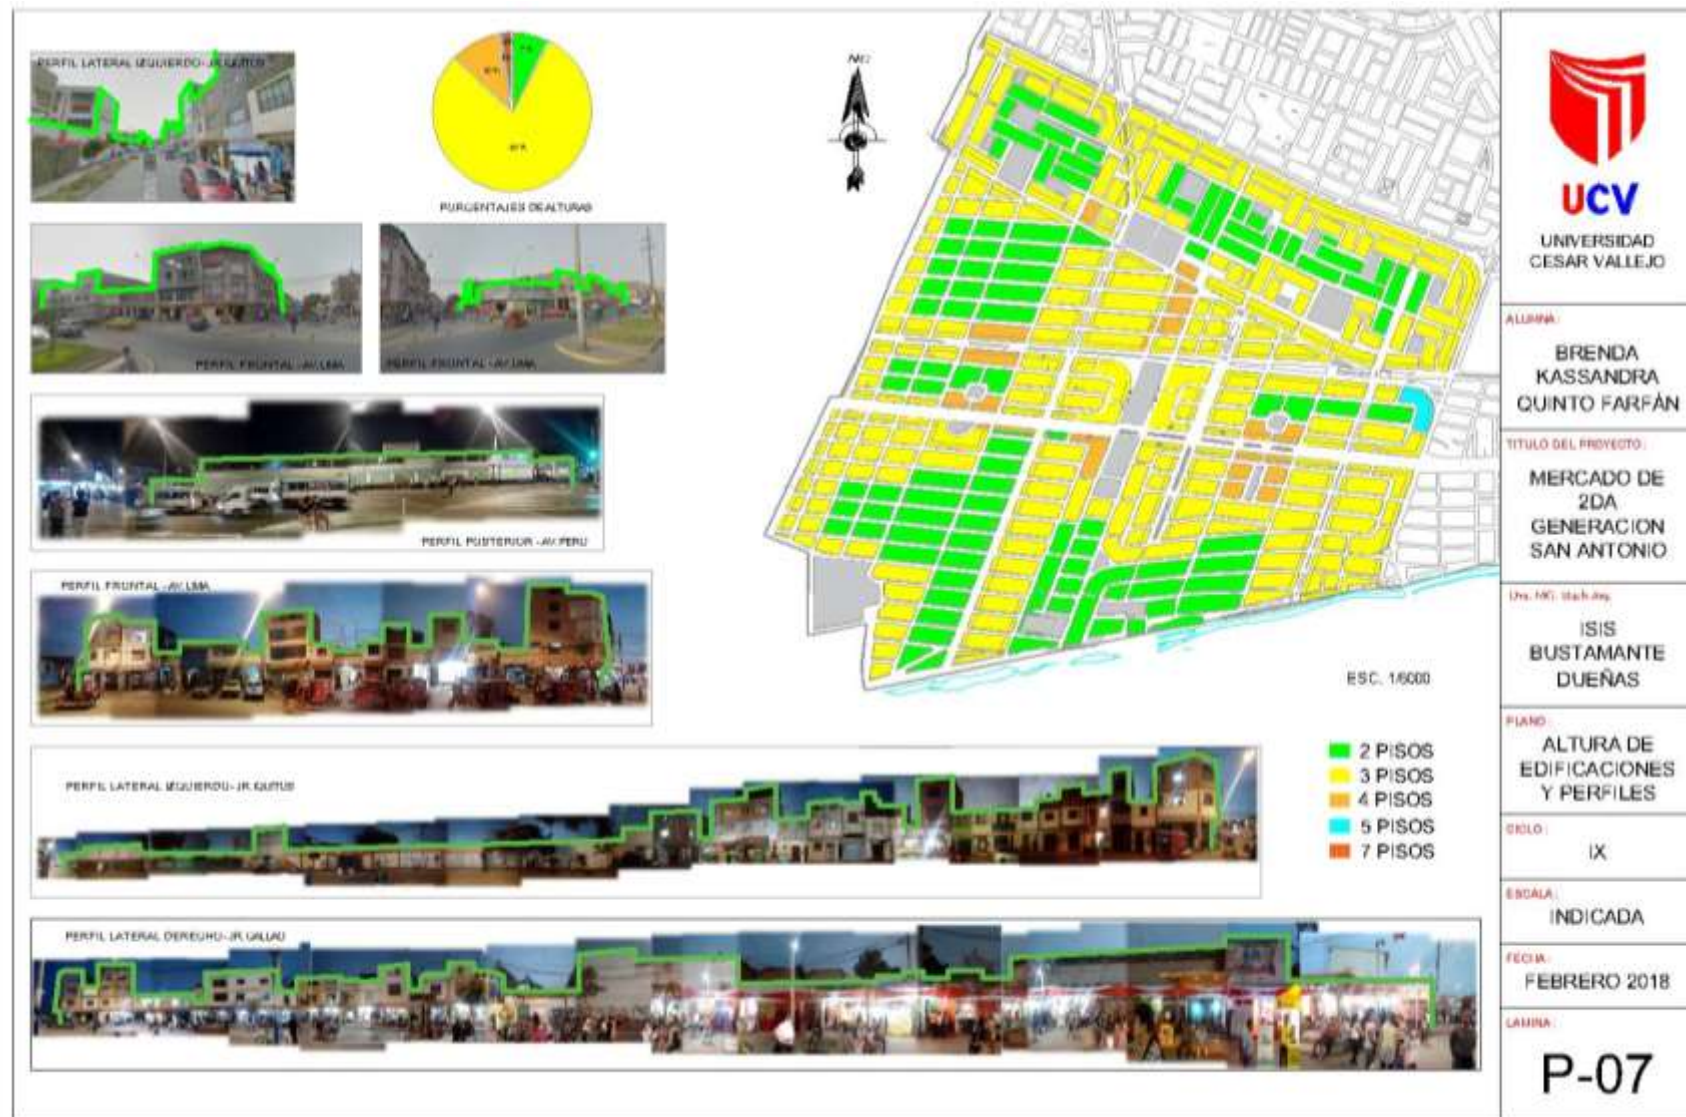 PERFIL LATERAL IZQUIERDO-JR.QUITUS
PORCENTAJES DE ALTURAS
PERFIL FRONTAL -AV.LIMA
PERFIL FRONTAL -AV.LIMA
PERFIL POSTERIOR -AV.PERU
PERFIL FRONTAL -AV.LIMA
PERFIL LATERAL IZQUIERDO-JR.QUITUS
PERFIL LATERAL DERECHO-JR.CALLAO
ESC. 1/6000
2 PISOS
3 PISOS
4 PISOS
5 PISOS
7 PISOS
UCV
UNIVERSIDAD
CESAR VALLEJO
ALUMNA:
BRENDA
KASSANDRA
QUINTO FARFÁN
TITULO DEL PROYECTO:
MERCADO DE
2DA
GENERACION
SAN ANTONIO
ISIS
BUSTAMANTE
DUEÑAS
PLANO:
ALTURA DE
EDIFICACIONES
Y PERFILES
CICLO:
IX
ESCALA:
INDICADA
FECHA:
FEBRERO 2018
LAMINA:
P-07